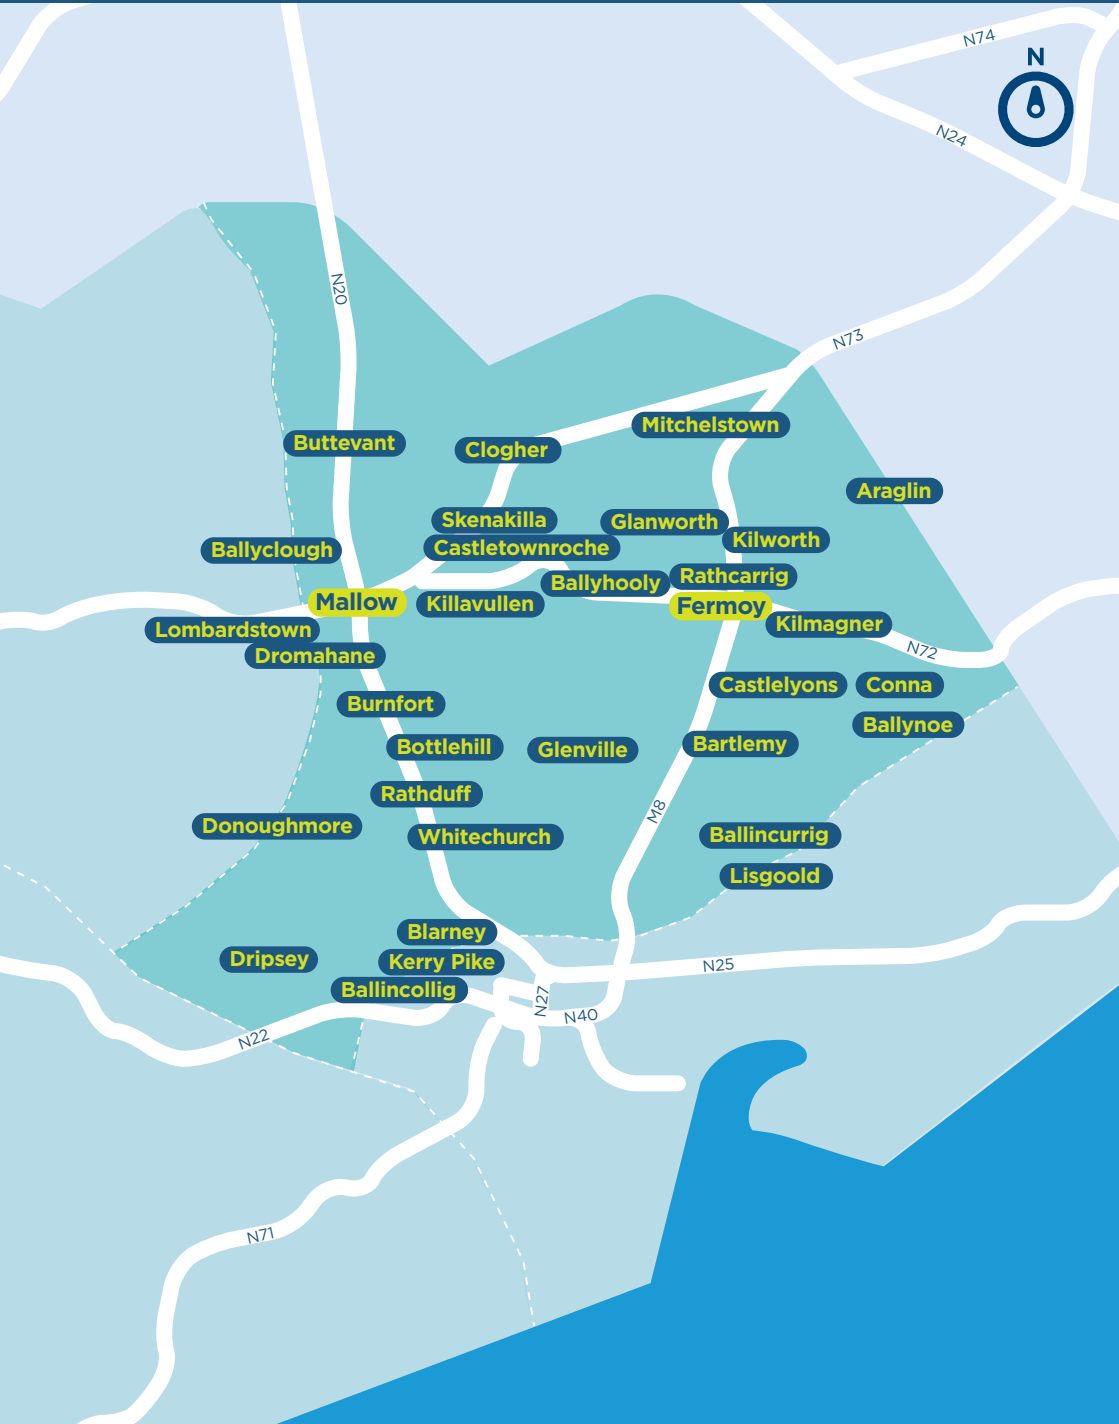 N74
N
N24
N20
N73
Mitchelstown
Buttevant
Clogher
Araglin
Skenakilla
Glanworth
Kilworth
Ballyclough
Castletownroche
Ballyhooly
Rathcarrig
Mallow
Killavullen
Fermoy
Kilmagner
Lombardstown
Dromahane
N72
Castlelyons
Conna
Burnfort
Ballynoe
Bottlehill
Glenville
Bartlemy
Rathduff
M8
Donoughmore
Whitechurch
Ballincurrig
Lisgoold
Blarney
Dripsey
Kerry Pike
N25
Ballincollig
N27
N40
N22
N71